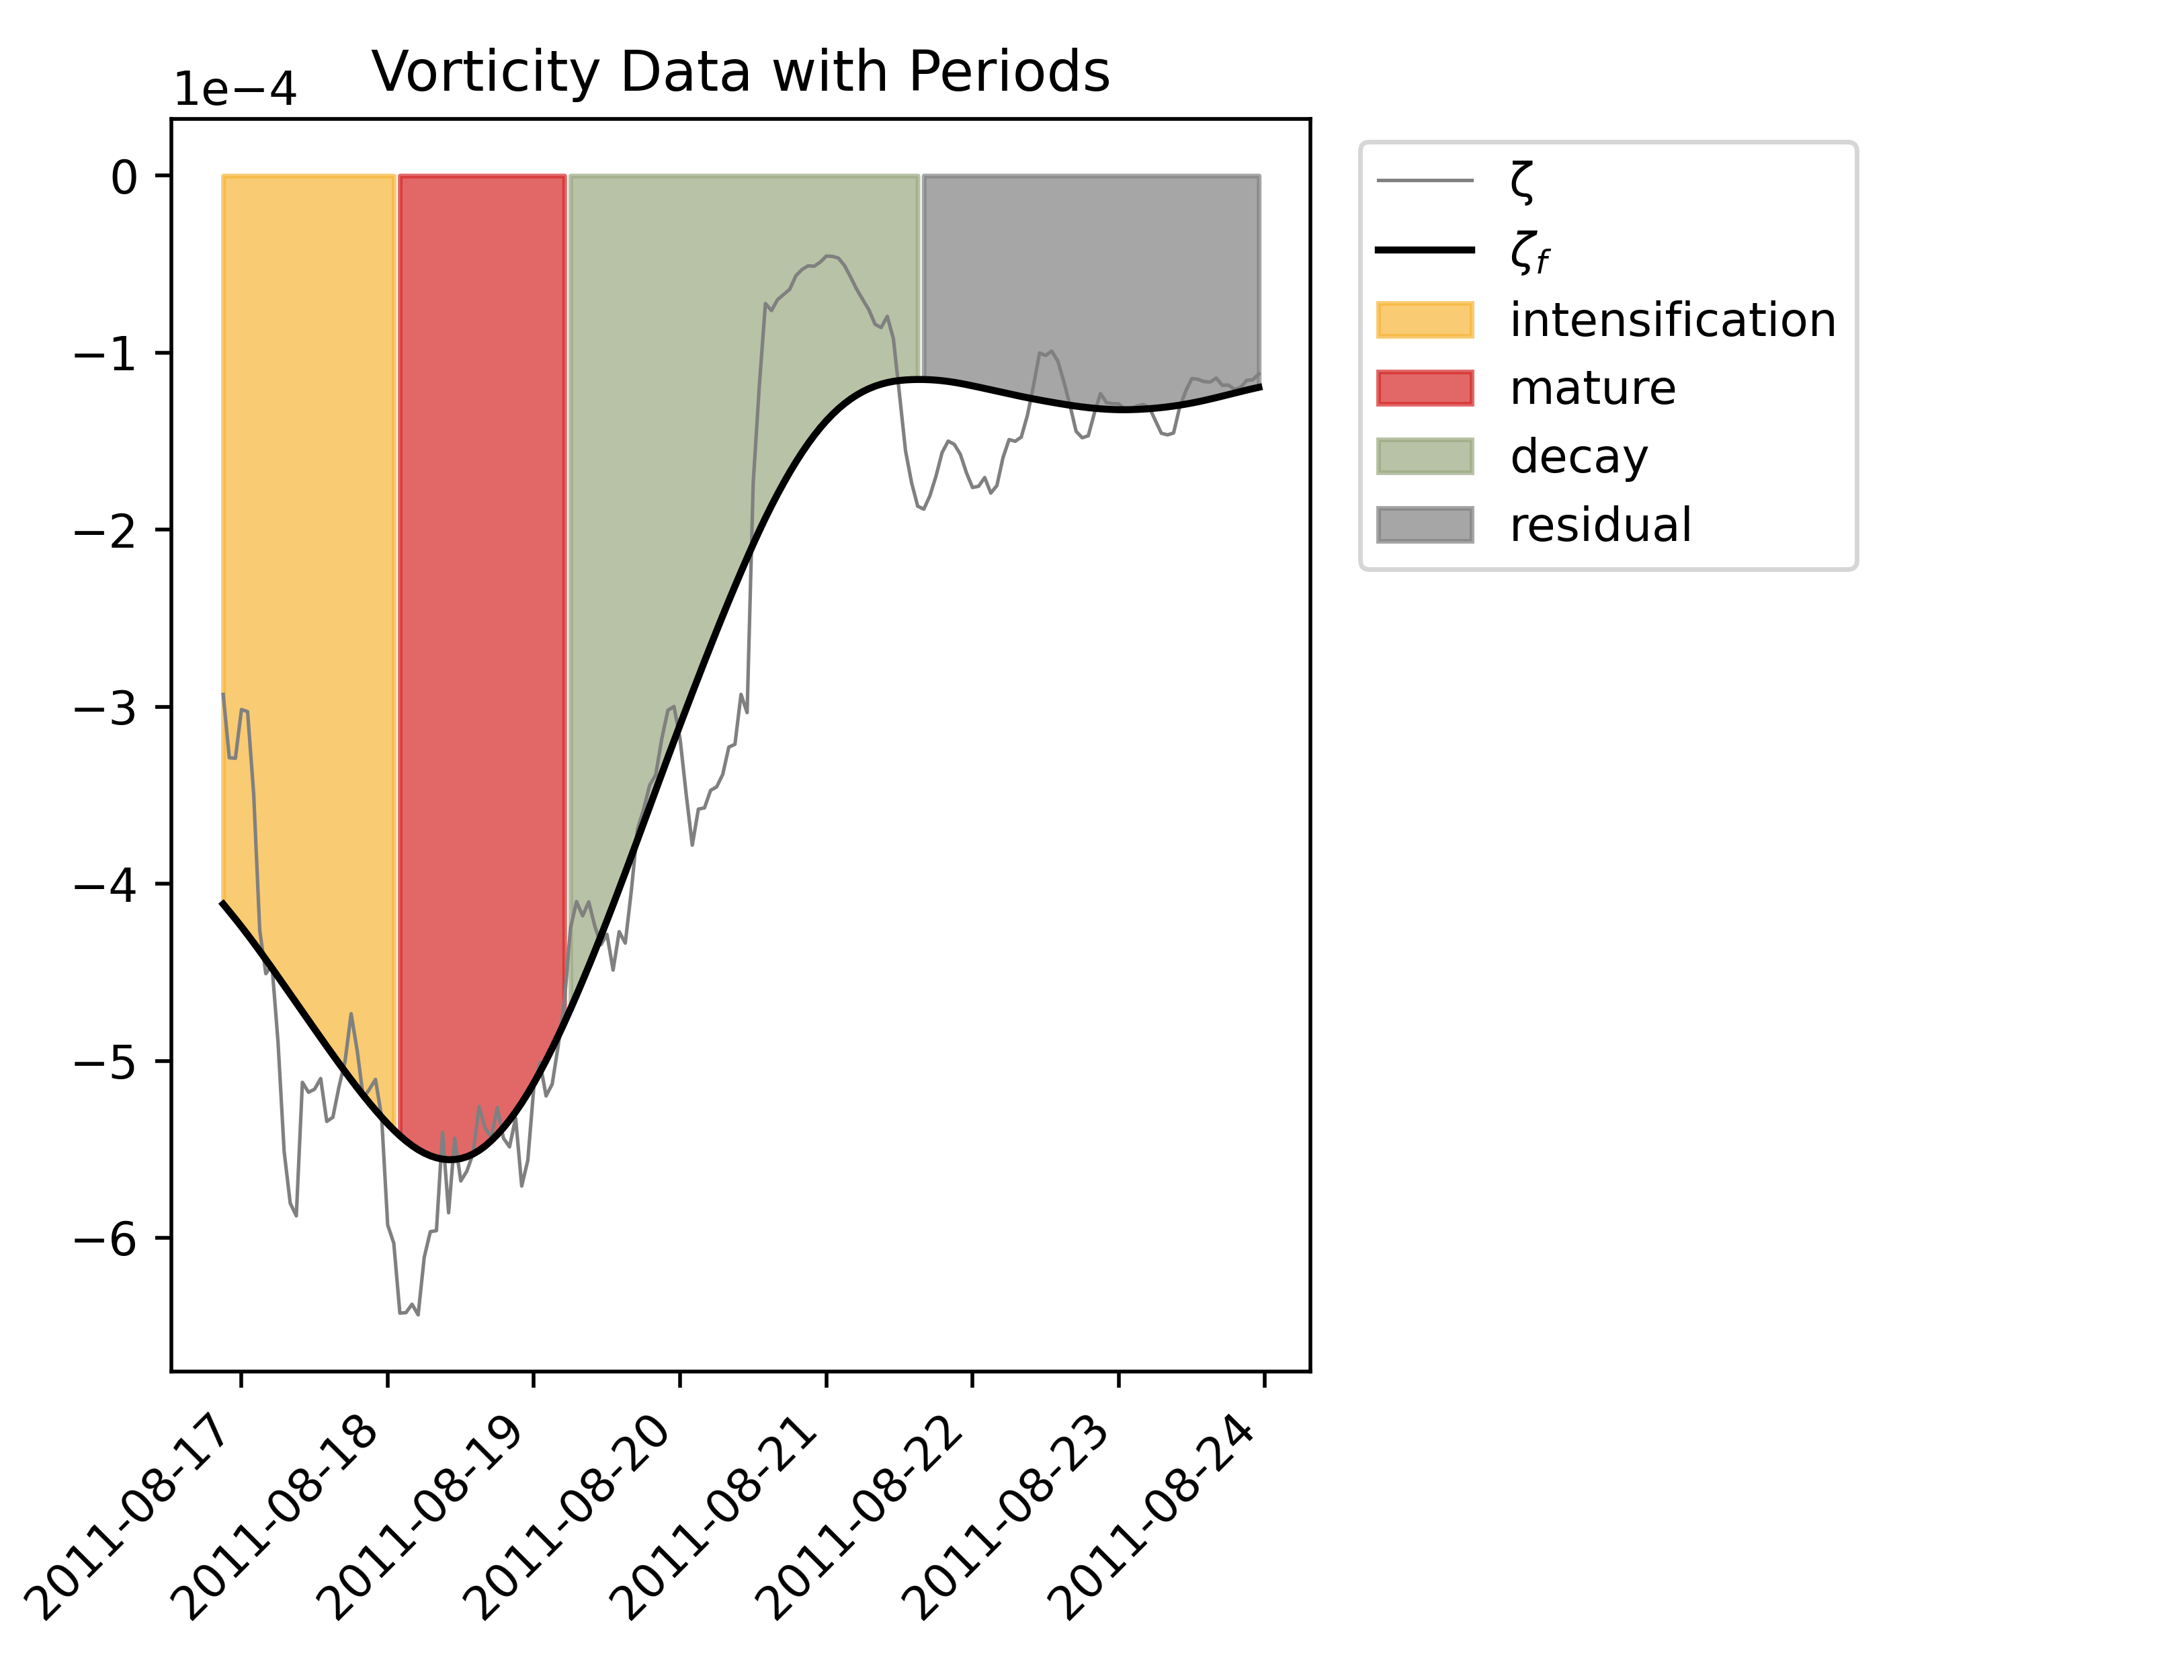 Vorticity Data with Periods
1e−4
0
−1
−2
−3
−4
−5
−6
2011-08-17
2011-08-18
2011-08-19
2011-08-20
2011-08-21
2011-08-22
2011-08-23
2011-08-24
ζ
ζf
intensification
mature
decay
residual